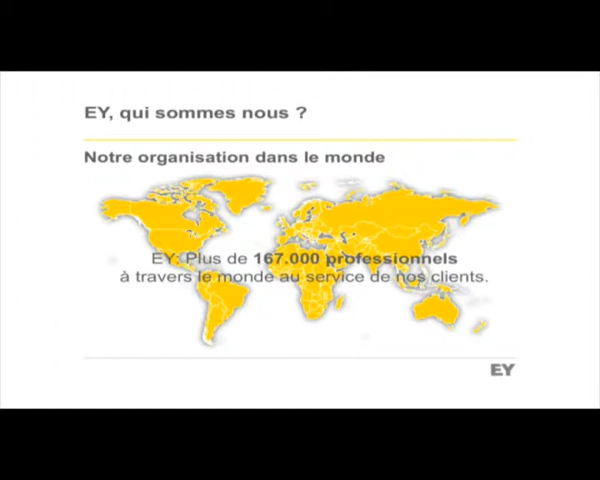 EY, qui sommes nous ?
Notre organisation dans le monde
EY: Plus de 167.000 professionnels
à travers le monde au service de nos clients.
EY